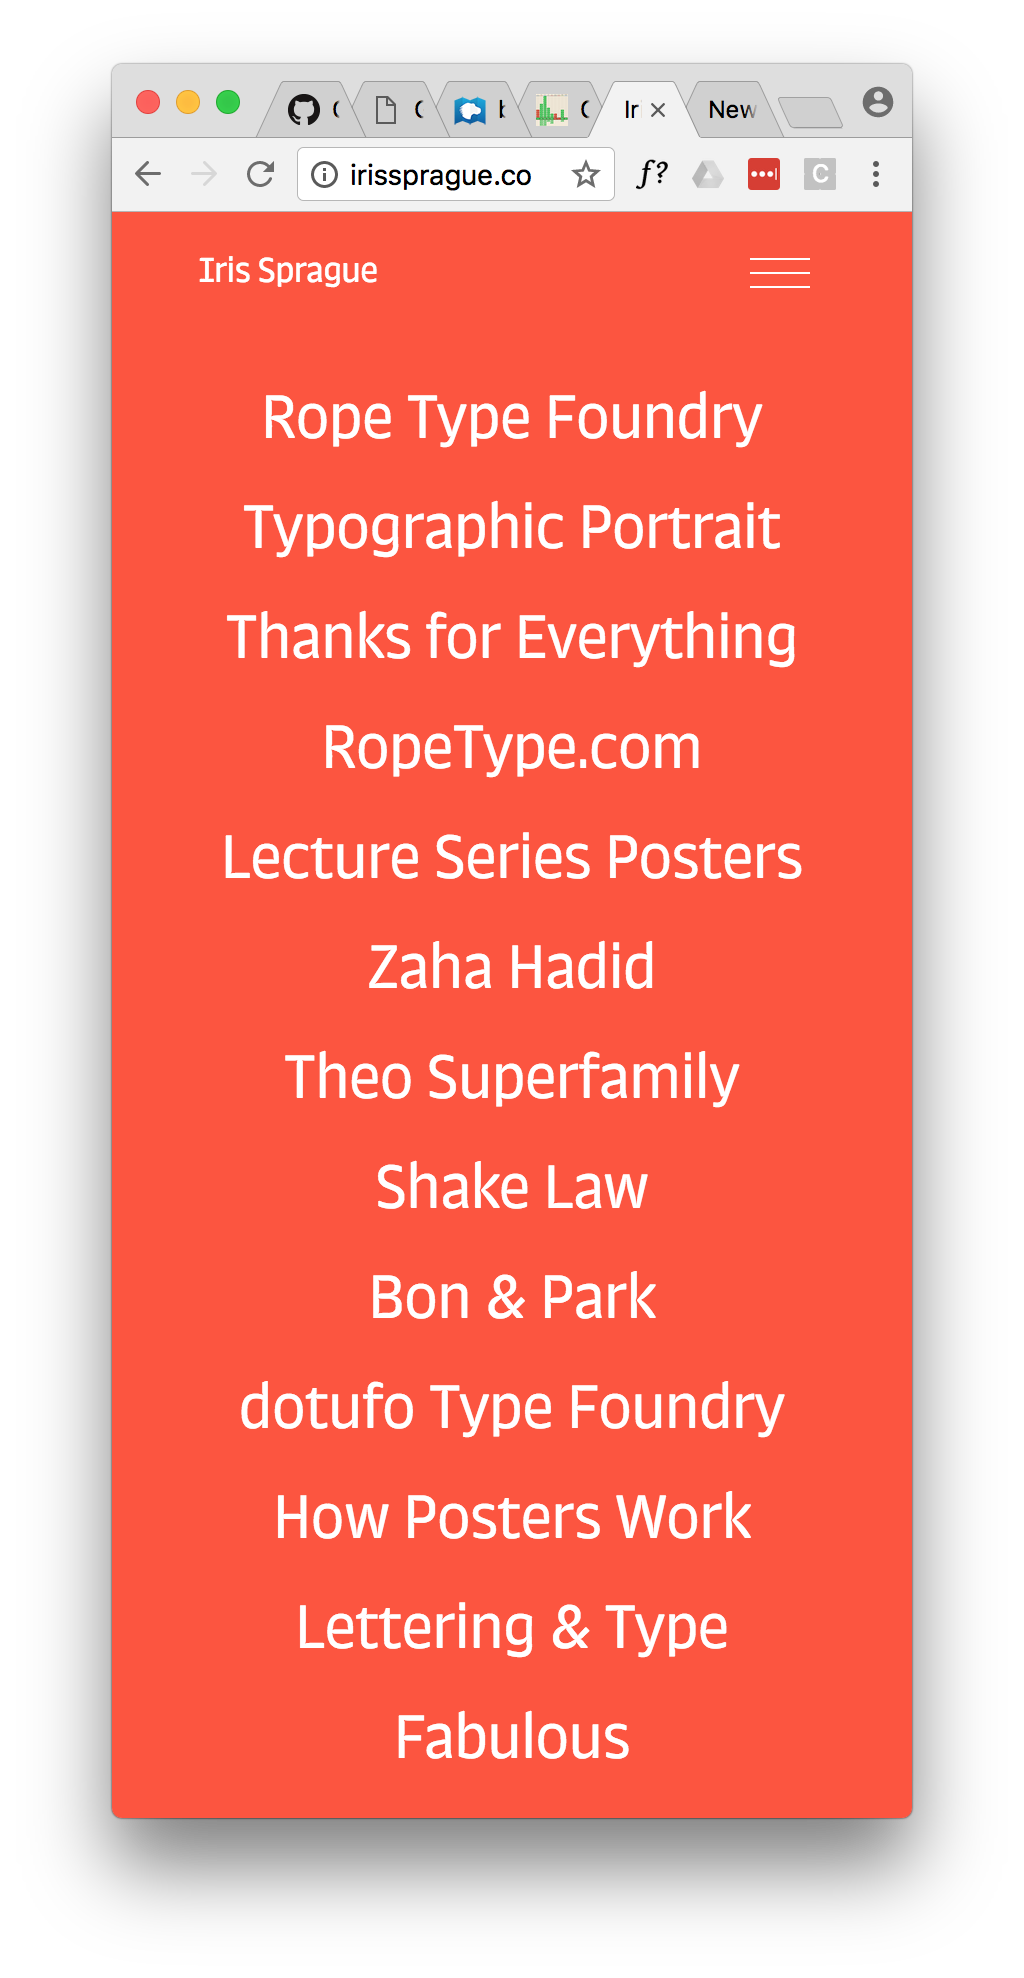 Ir
New
irissprague.co
f?
C
Iris Sprague
Rope Type Foundry
Typographic Portrait
Thanks for Everything
RopeType.com
Lecture Series Posters
Zaha Hadid
Theo Superfamily
Shake Law
Bon & Park
dotufo Type Foundry
How Posters Work
Lettering & Type
Fabulous